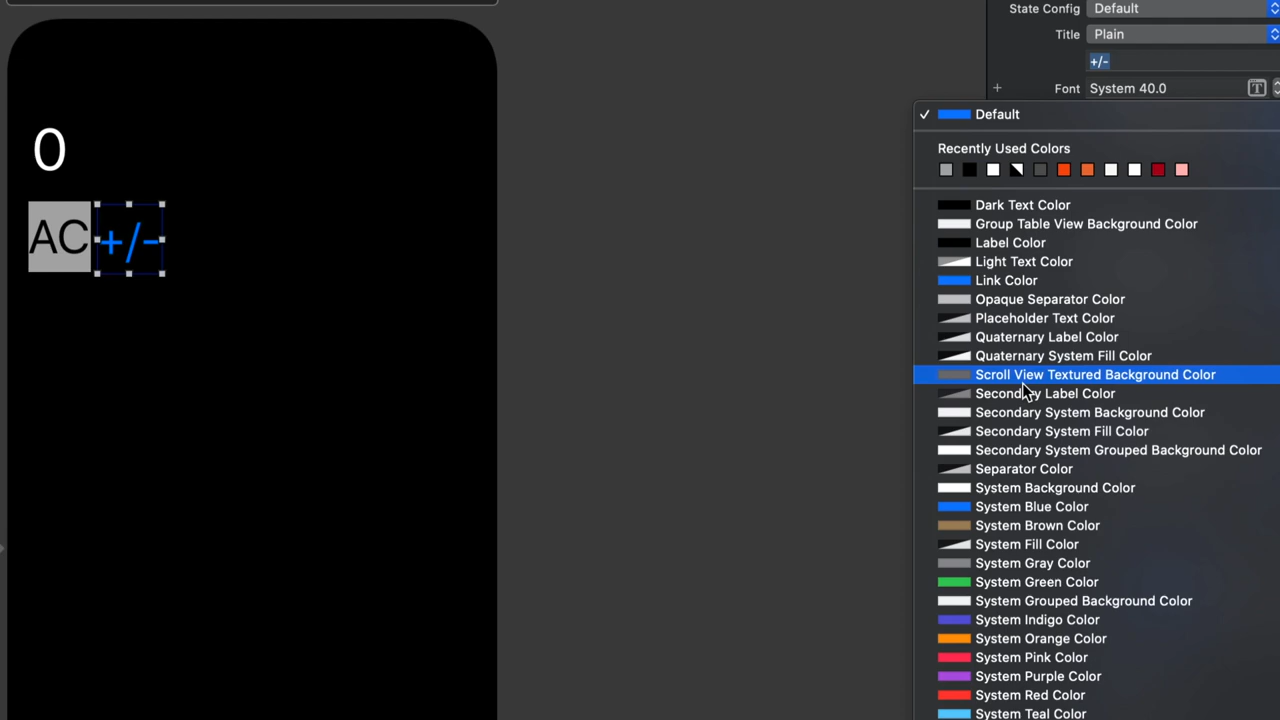 State Config Default
Title Plain
+/-
Font System 40.0
✓ Default
Recently Used Colors
0
AC +/-
Dark Text Color
Group Table View Background Color
Label Color
Light Text Color
Link Color
Opaque Separator Color
Placeholder Text Color
Quaternary Label Color
Quaternary System Fill Color
Scroll View Textured Background Color
Secondary Label Color
Secondary System Background Color
Secondary System Fill Color
Secondary System Grouped Background Color
Separator Color
System Background Color
System Blue Color
System Brown Color
System Fill Color
System Gray Color
System Green Color
System Grouped Background Color
System Indigo Color
System Orange Color
System Pink Color
System Purple Color
System Red Color
System Teal Color